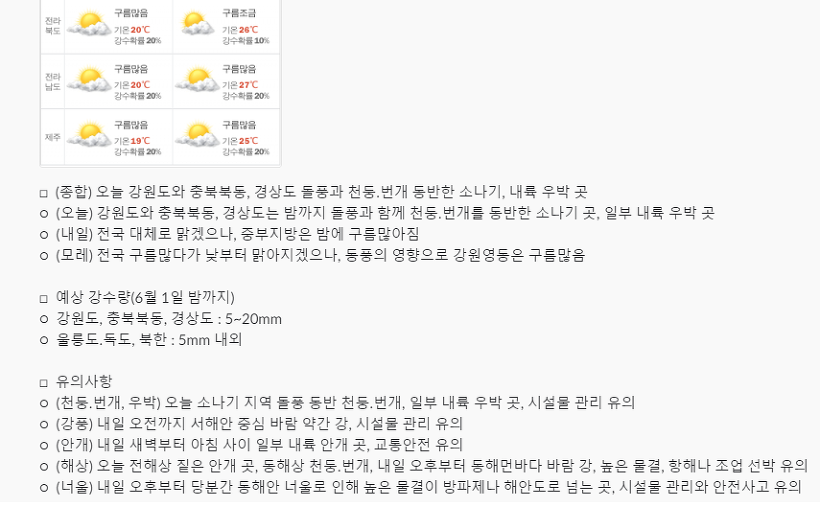 전라
북도
구름많음
기온 20℃
강수확률 20%
구름조금
기온 26℃
강수확률 10%
전라
남도
구름많음
기온 20℃
강수확률 20%
구름많음
기온 27℃
강수확률 20%
제주
구름많음
기온 19℃
강수확률 20%
구름많음
기온 25℃
강수확률 20%
□ (종합) 오늘 강원도와 충북북동, 경상도 돌풍과 천둥.번개 동반한 소나기, 내륙 우박 곳
○ (오늘) 강원도와 충북북동, 경상도는 밤까지 돌풍과 함께 천둥.번개를 동반한 소나기 곳, 일부 내륙 우박 곳
○ (내일) 전국 대체로 맑겠으나, 중부지방은 밤에 구름많아짐
○ (모레) 전국 구름많다가 낮부터 맑아지겠으나, 동풍의 영향으로 강원영동은 구름많음
□ 예상 강수량(6월 1일 밤까지)
○ 강원도, 충북북동, 경상도 : 5~20mm
○ 울릉도.독도, 북한 : 5mm 내외
□ 유의사항
○ (천둥.번개, 우박) 오늘 소나기 지역 돌풍 동반 천둥.번개, 일부 내륙 우박 곳, 시설물 관리 유의
○ (강풍) 내일 오전까지 서해안 중심 바람 약간 강, 시설물 관리 유의
○ (안개) 내일 새벽부터 아침 사이 일부 내륙 안개 곳, 교통안전 유의
○ (해상) 오늘 전해상 짙은 안개 곳, 동해상 천둥.번개, 내일 오후부터 동해먼바다 바람 강, 높은 물결, 항해나 조업 선박 유의
○ (너울) 내일 오후부터 당분간 동해안 너울로 인해 높은 물결이 방파제나 해안도로 넘는 곳, 시설물 관리와 안전사고 유의